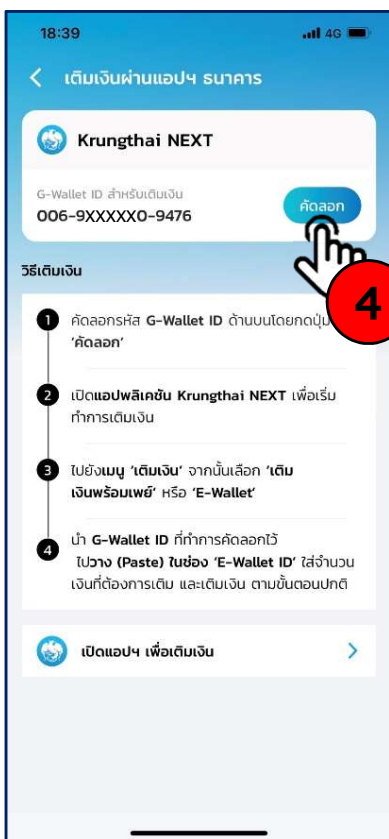 18:39
4G
เติมเงินผ่านแอปฯ ธนาคาร
Krungthai NEXT
G-Wallet ID สำหรับเติมเงิน
006-9XXXXX0-9476
คัดลอก
วิธีเติมเงิน
4
1 คัดลอกรหัส G-Wallet ID ด้านบนโดยกดปุ่ม
‘คัดลอก’
2 เปิดแอปพลิเคชัน Krungthai NEXT เพื่อเริ่ม
ทำการเติมเงิน
3 ไปยังเมนู ‘เติมเงิน’ จากนั้นเลือก ‘เติม
เงินพร้อมเพย์’ หรือ ‘E-Wallet’
4 นำ G-Wallet ID ที่ทำการคัดลอกไว้
ไปวาง (Paste) ในช่อง ‘E-Wallet ID’ ใส่จำนวน
เงินที่ต้องการเติม และเติมเงิน ตามขั้นตอนปกติ
เปิดแอปฯ เพื่อเติมเงิน